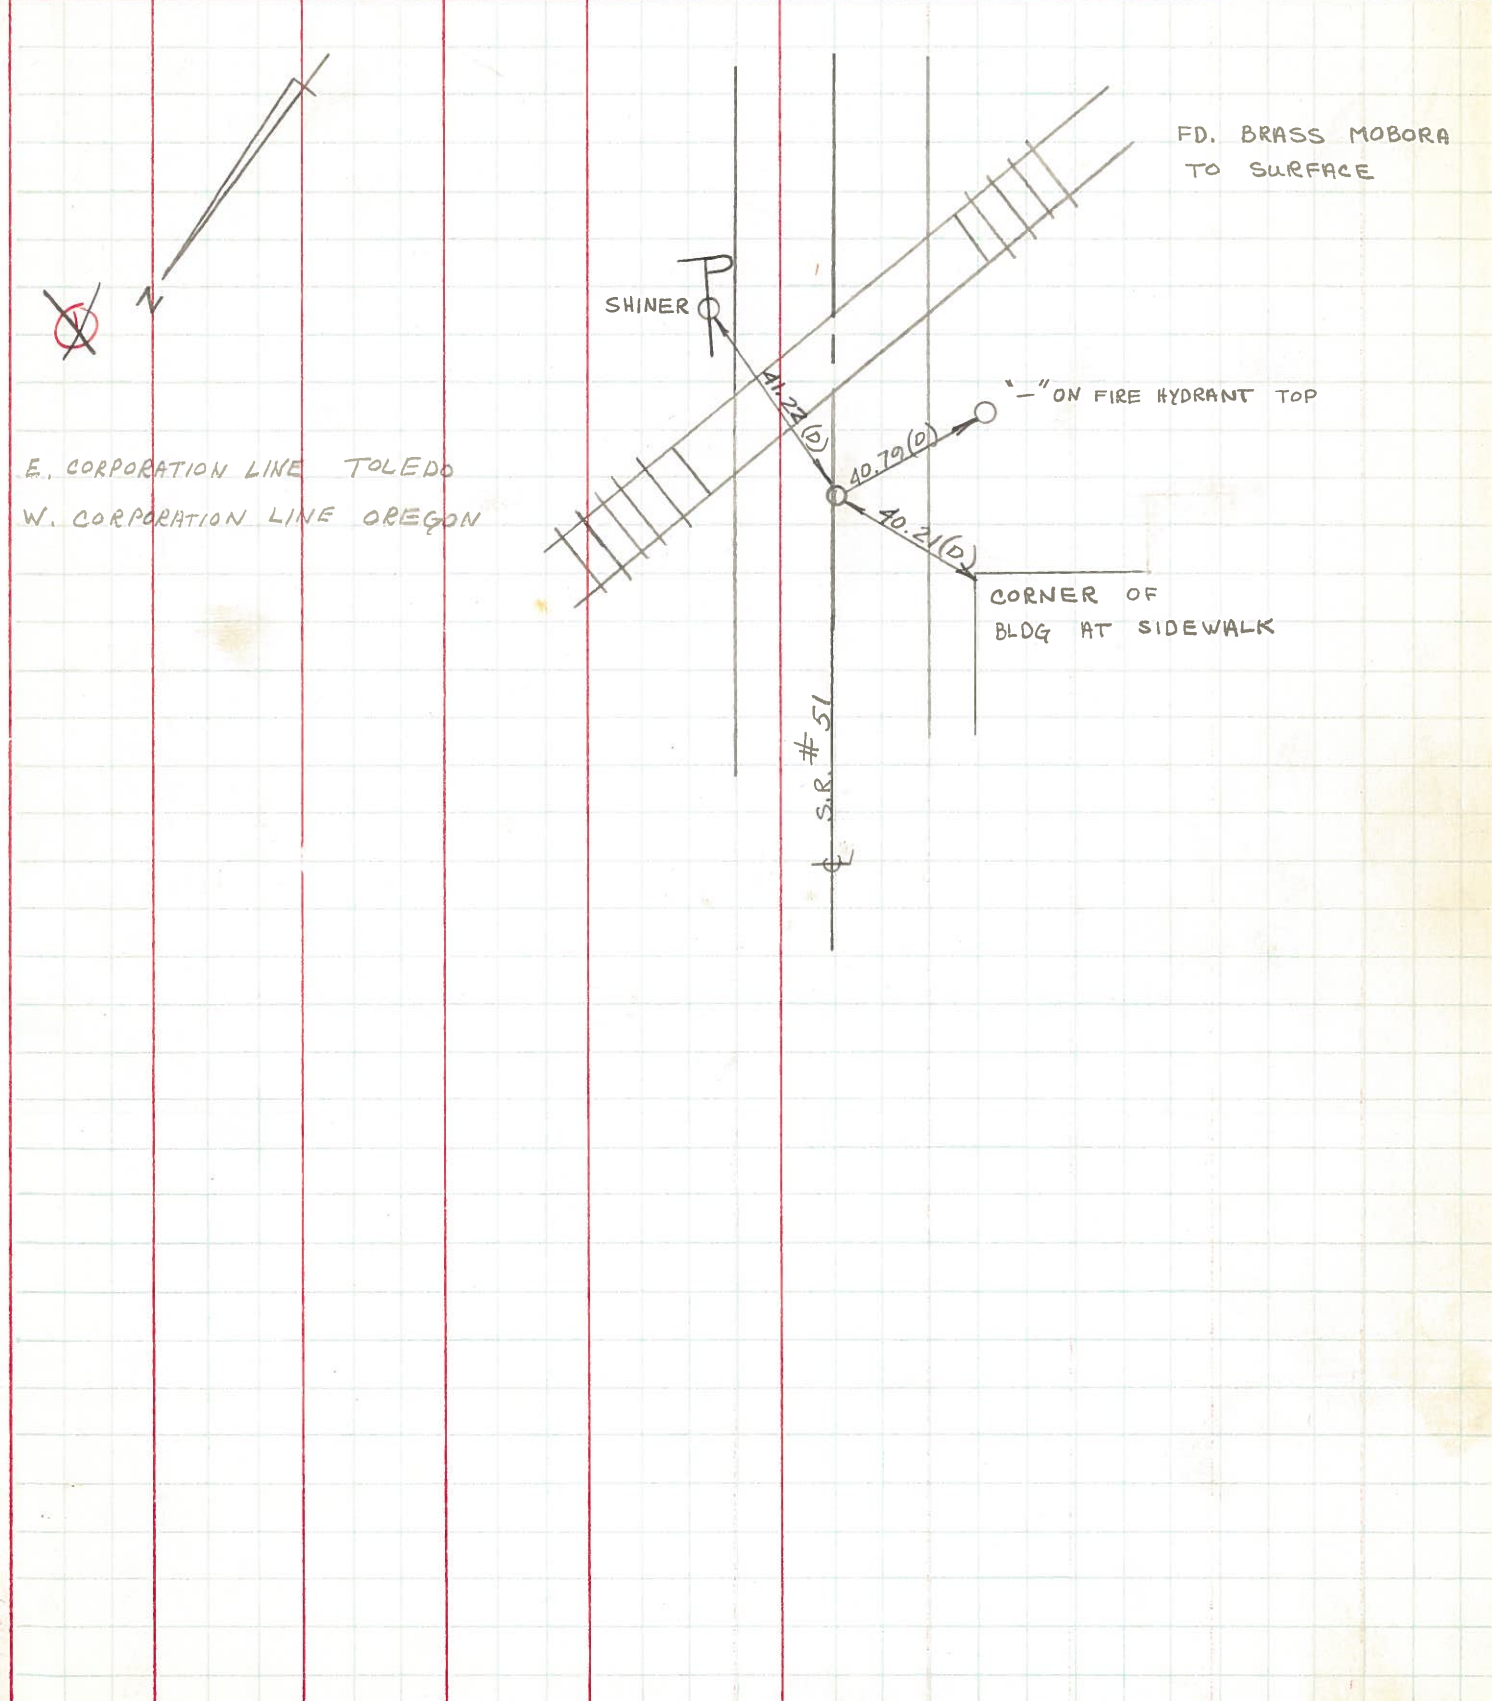 FD. BRASS MOBORA
TO SURFACE
N
1
P
SHINER
41.22(D)
"—" ON FIRE HYDRANT TOP
40.79(D)
E. CORPORATION LINE TOLEDO
W. CORPORATION LINE OREGON
40.21(D)
CORNER OF
BLDG AT SIDEWALK
S.R. # 51
℄